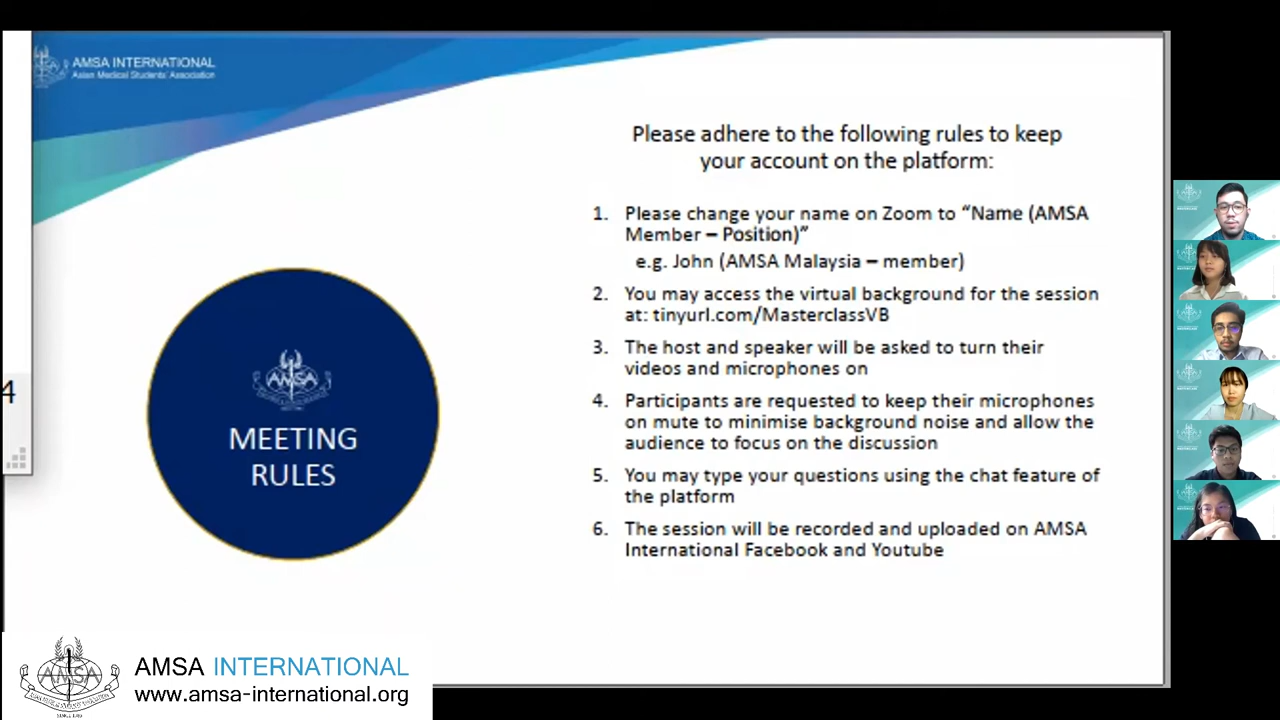 AMSA INTERNATIONAL
Asian Medical Students' Association
Please adhere to the following rules to keep
your account on the platform:
1. Please change your name on Zoom to “Name (AMSA
Member – Position)”
e.g. John (AMSA Malaysia – member)
2. You may access the virtual background for the session
at: tinyurl.com/MasterclassVB
3. The host and speaker will be asked to turn their
videos and microphones on
4. Participants are requested to keep their microphones
on mute to minimise background noise and allow the
audience to focus on the discussion
5. You may type your questions using the chat feature of
the platform
6. The session will be recorded and uploaded on AMSA
International Facebook and Youtube
4
AMSA
MEETING
RULES
AMSA
AMSA INTERNATIONAL
www.amsa-international.org